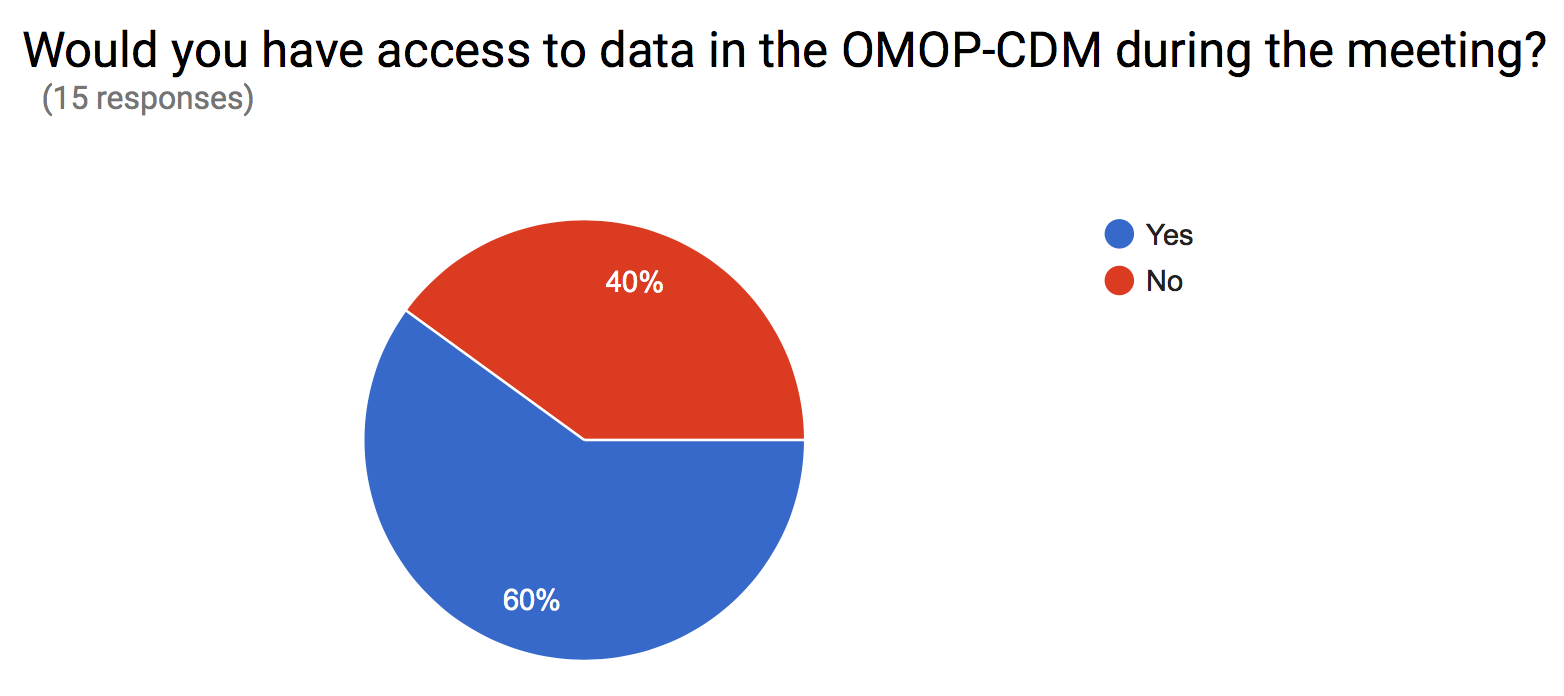 Would you have access to data in the OMOP-CDM during the meeting?
(15 responses)
Yes
No
40%
60%